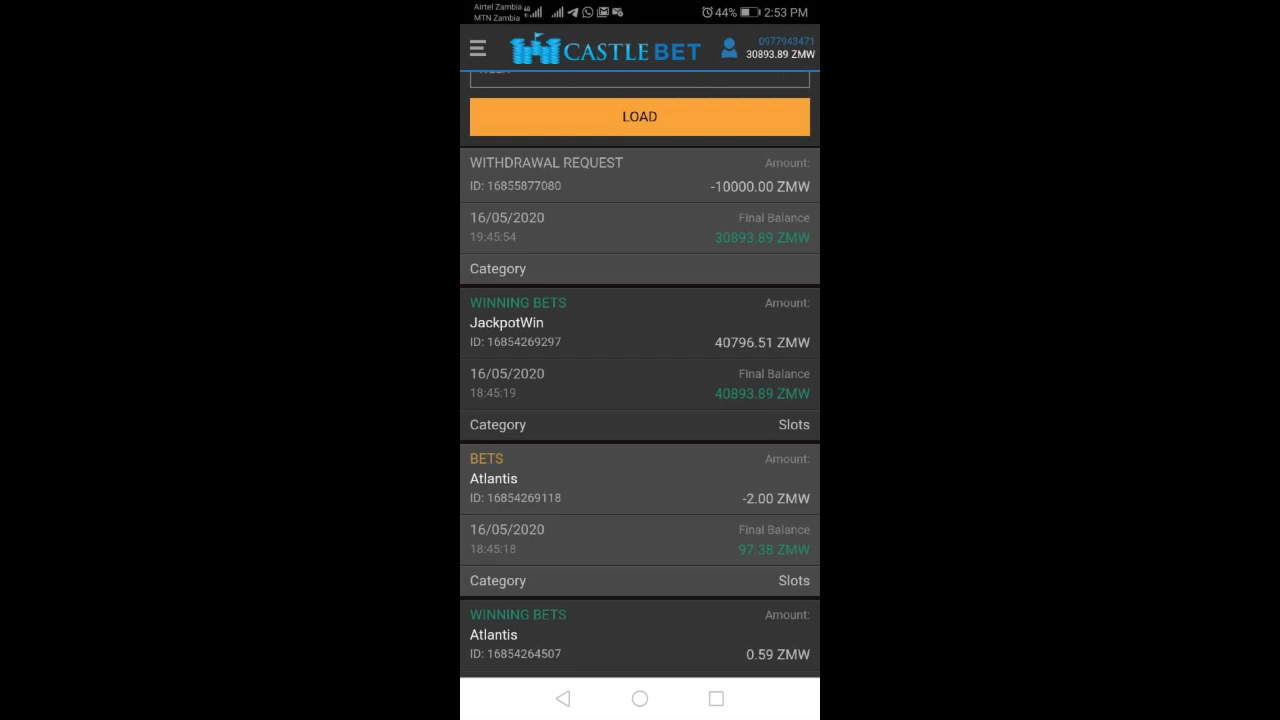 Airtel Zambia
MTN Zambia
44% 2:53 PM
CASTLE BET
0977943471
30893.89 ZMW
LOAD
WITHDRAWAL REQUEST Amount:
ID: 16855877080 -10000.00 ZMW
16/05/2020 Final Balance
19:45:54 30893.89 ZMW
Category
WINNING BETS Amount:
JackpotWin
ID: 16854269297 40796.51 ZMW
16/05/2020 Final Balance
18:45:19 40893.89 ZMW
Category Slots
BETS Amount:
Atlantis
ID: 16854269118 -2.00 ZMW
16/05/2020 Final Balance
18:45:18 97.38 ZMW
Category Slots
WINNING BETS Amount:
Atlantis
ID: 16854264507 0.59 ZMW